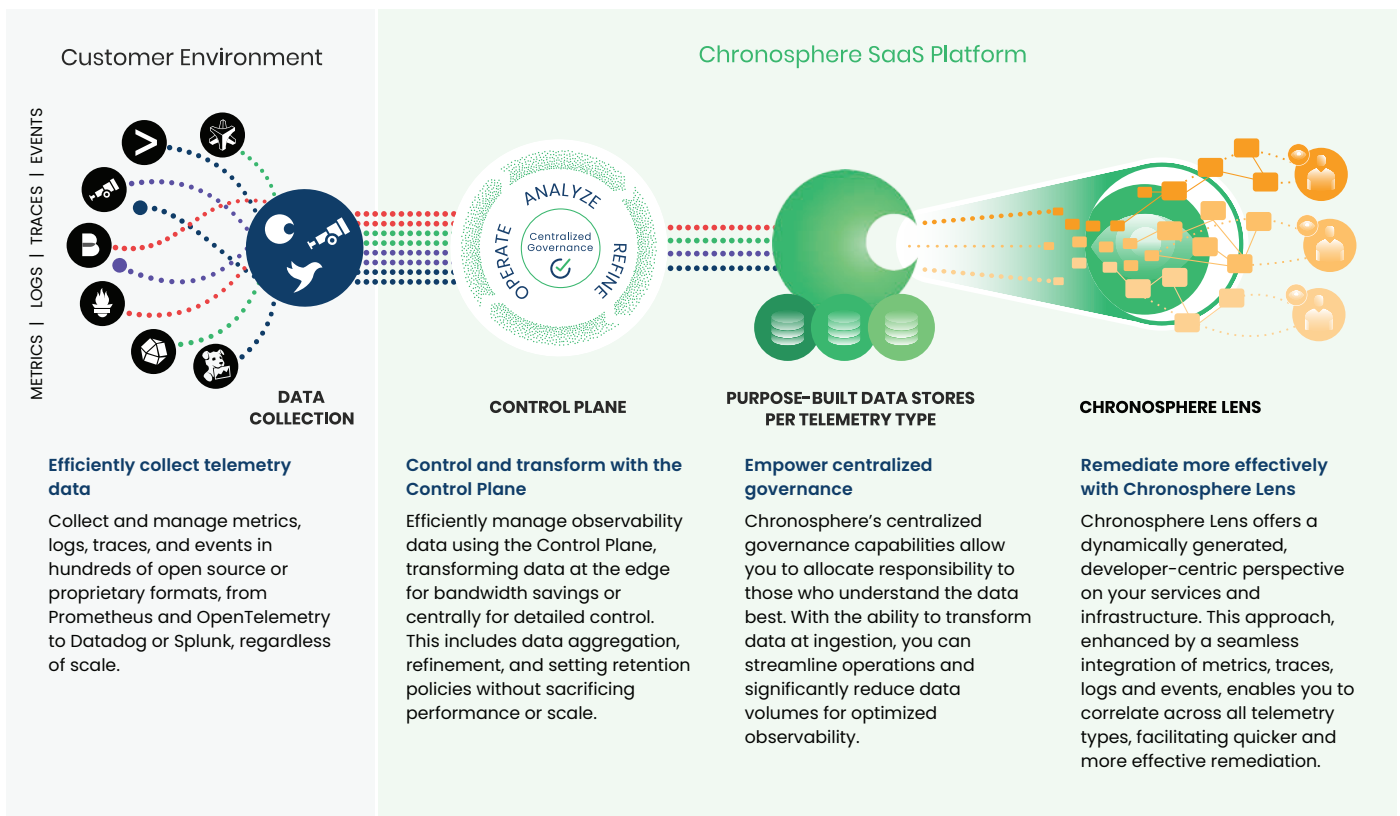 Customer Environment
Chronosphere SaaS Platform
METRICS | LOGS | TRACES | EVENTS
ANALYZE
REFINE
OPERATE
Centralized
Governance
DATA
COLLECTION
CONTROL PLANE
PURPOSE-BUILT DATA STORES
PER TELEMETRY TYPE
CHRONOSPHERE LENS
Efficiently collect telemetry
data
Collect and manage metrics,
logs, traces, and events in
hundreds of open source or
proprietary formats, from
Prometheus and OpenTelemetry
to Datadog or Splunk, regardless
of scale.
Control and transform with the
Control Plane
Efficiently manage observability
data using the Control Plane,
transforming data at the edge
for bandwidth savings or
centrally for detailed control.
This includes data aggregation,
refinement, and setting retention
policies without sacrificing
performance or scale.
Empower centralized
governance
Chronosphere’s centralized
governance capabilities allow
you to allocate responsibility to
those who understand the data
best. With the ability to transform
data at ingestion, you can
streamline operations and
significantly reduce data
volumes for optimized
observability.
Remediate more effectively
with Chronosphere Lens
Chronosphere Lens offers a
dynamically generated,
developer-centric perspective
on your services and
infrastructure. This approach,
enhanced by a seamless
integration of metrics, traces,
logs and events, enables you to
correlate across all telemetry
types, facilitating quicker and
more effective remediation.